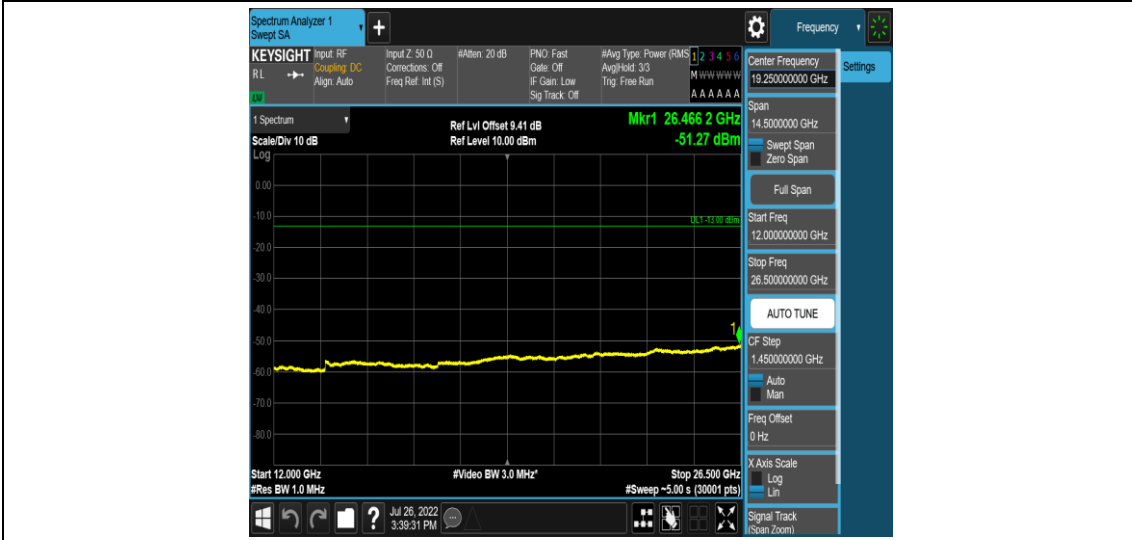 Spectrum Analyzer 1
Swept SA
+
Frequency
KEYSIGHT
RL
Input: RF
Coupling: DC
Align: Auto
Input Z: 50 Ω
Corrections: Off
Freq Ref: Int (S)
#Atten: 20 dB
PNO: Fast
Gate: Off
IF Gain: Low
Sig Track: Off
#Avg Type: Power (RMS
Avg|Hold: 3/3
Trig: Free Run
1 2 3 4 5 6
M W W W W W
A A A A A A
1 Spectrum
Scale/Div 10 dB
Log
Ref Lvl Offset 9.41 dB
Ref Level 10.00 dBm
Mkr1 26.466 2 GHz
-51.27 dBm
0.00
-10.0
DL1 -13.00 dBm
-20.0
-30.0
-40.0
1
-50.0
-60.0
-70.0
-80.0
Start 12.000 GHz
#Res BW 1.0 MHz
#Video BW 3.0 MHz*
Stop 26.500 GHz
#Sweep ~5.00 s (30001 pts)
?
Jul 26, 2022
3:39:31 PM
Center Frequency
19.250000000 GHz
Settings
Span
14.5000000 GHz
Swept Span
Zero Span
Full Span
Start Freq
12.000000000 GHz
Stop Freq
26.500000000 GHz
AUTO TUNE
CF Step
1.450000000 GHz
Auto
Man
Freq Offset
0 Hz
X Axis Scale
Log
Lin
Signal Track
(Span Zoom)